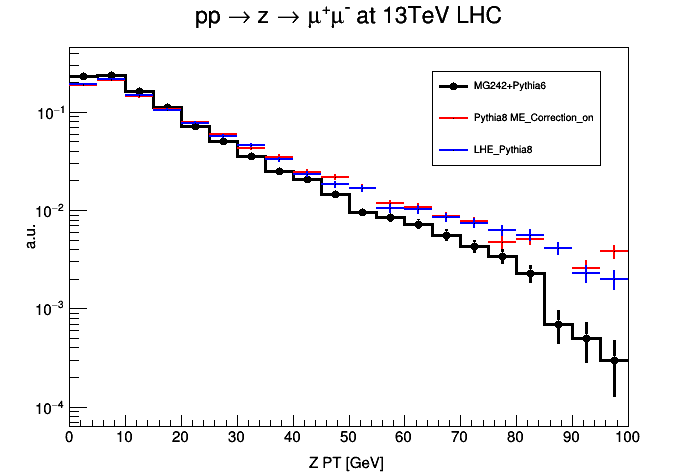 pp → z → μ⁺μ⁻ at 13TeV LHC
MG242+Pythia6
Pythia8 ME_Correction_on
LHE_Pythia8
a.u.
10⁻¹
10⁻²
10⁻³
10⁻⁴
0 10 20 30 40 50 60 70 80 90 100
Z PT [GeV]